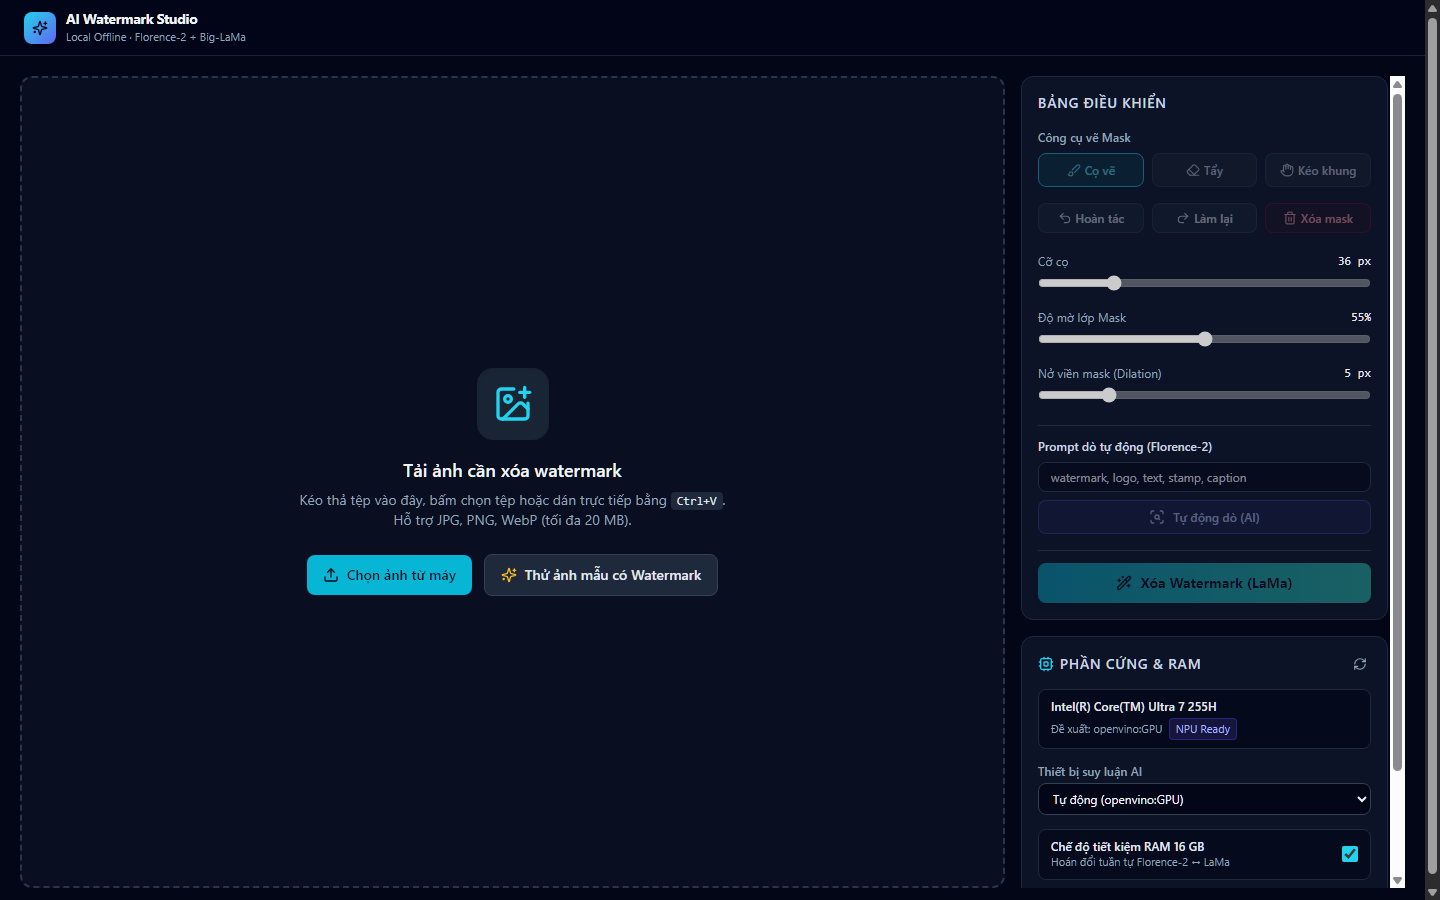 AI Watermark Studio
Local Offline · Florence-2 + Big-LaMa
Tải ảnh cần xóa watermark
Kéo thả tệp vào đây, bấm chọn tệp hoặc dán trực tiếp bằng Ctrl+V.
Hỗ trợ JPG, PNG, WebP (tối đa 20 MB).
Chọn ảnh từ máy
Thử ảnh mẫu có Watermark
BẢNG ĐIỀU KHIỂN
Công cụ vẽ Mask
Cọ vẽ
Tẩy
Kéo khung
Hoàn tác
Làm lại
Xóa mask
Cỡ cọ
36 px
Độ mờ lớp Mask
55%
Nở viền mask (Dilation)
5 px
Prompt dò tự động (Florence-2)
watermark, logo, text, stamp, caption
Tự động dò (AI)
Xóa Watermark (LaMa)
PHẦN CỨNG & RAM
Intel(R) Core(TM) Ultra 7 255H
Đề xuất: openvino:GPU NPU Ready
Thiết bị suy luận AI
Tự động (openvino:GPU)
Chế độ tiết kiệm RAM 16 GB
Hoán đổi tuần tự Florence-2 ↔ LaMa